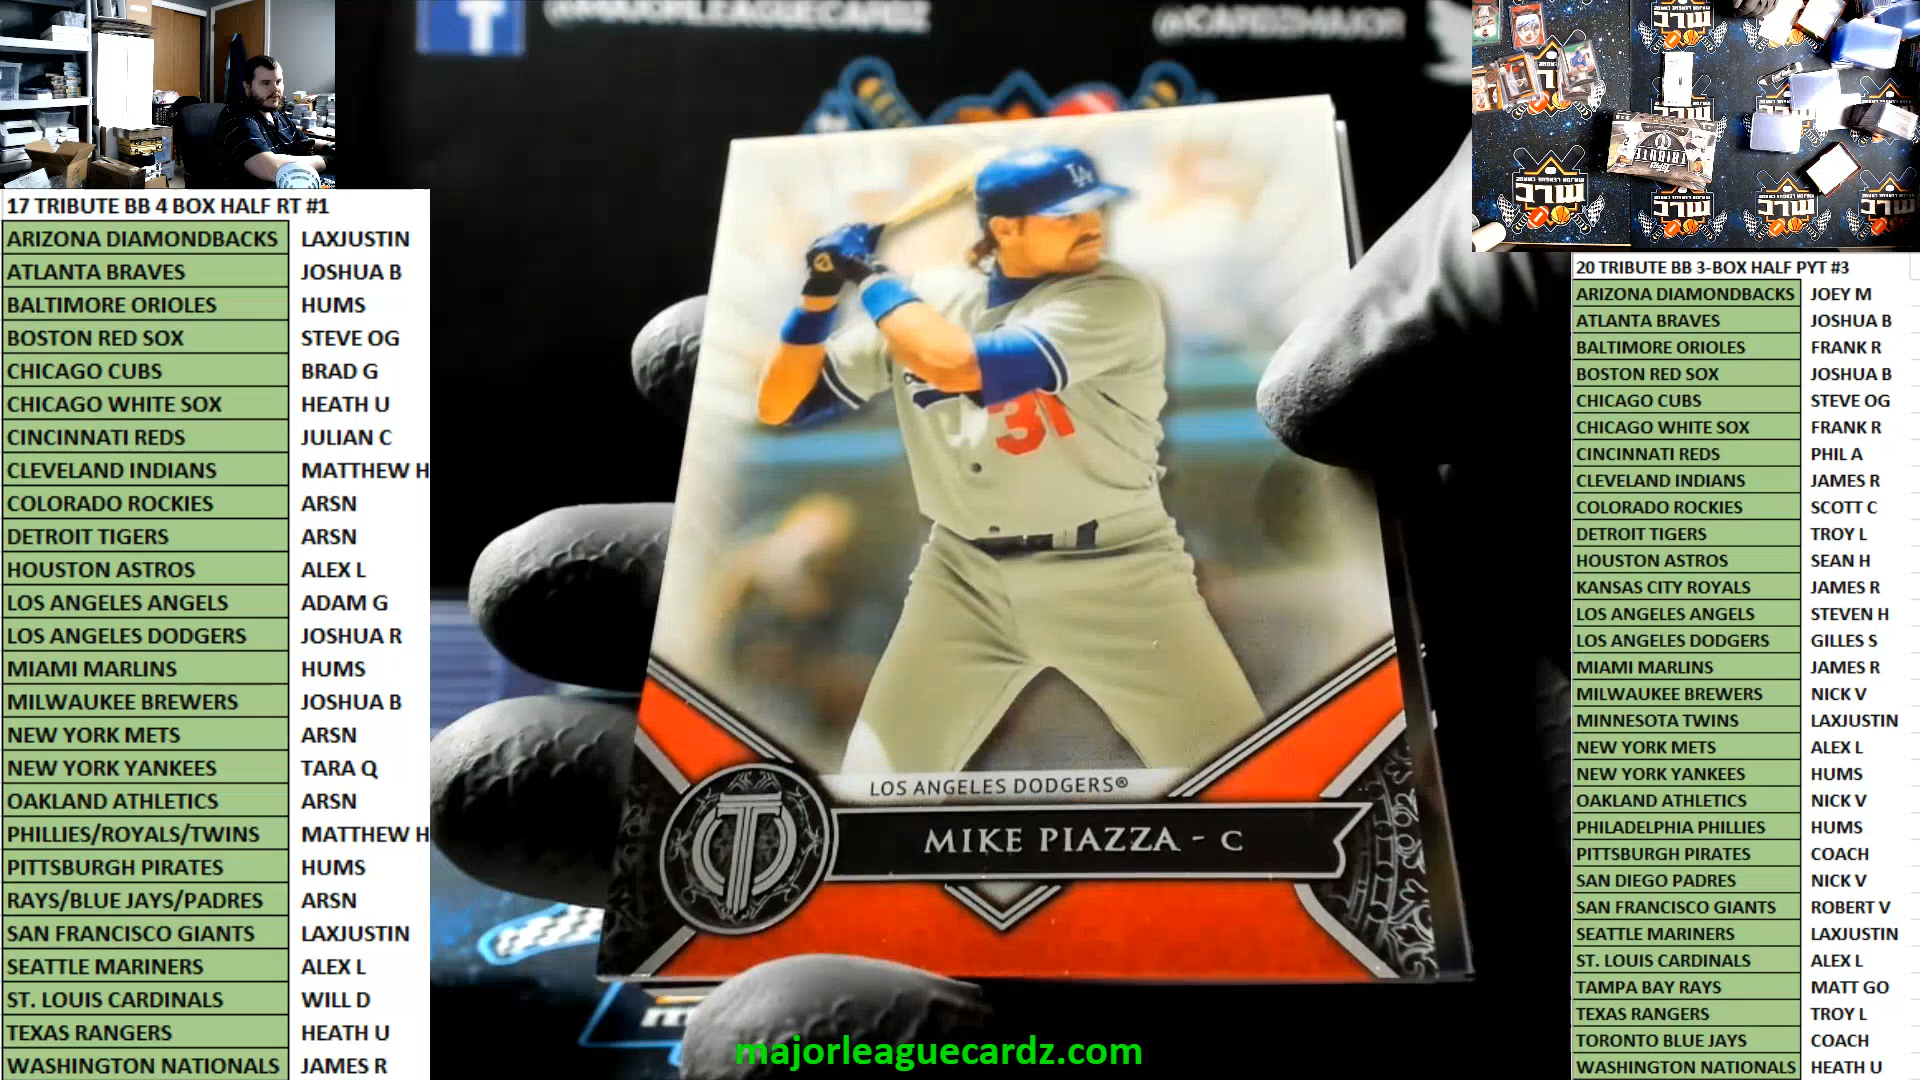 @MAJORLEAGUECARDZ
@CARDZMAJOR
17 TRIBUTE BB 4 BOX HALF RT #1
ARIZONA DIAMONDBACKS LAXJUSTIN
ATLANTA BRAVES JOSHUA B
BALTIMORE ORIOLES HUMS
BOSTON RED SOX STEVE OG
CHICAGO CUBS BRAD G
CHICAGO WHITE SOX HEATH U
CINCINNATI REDS JULIAN C
CLEVELAND INDIANS MATTHEW H
COLORADO ROCKIES ARSN
DETROIT TIGERS ARSN
HOUSTON ASTROS ALEX L
LOS ANGELES ANGELS ADAM G
LOS ANGELES DODGERS JOSHUA R
MIAMI MARLINS HUMS
MILWAUKEE BREWERS JOSHUA B
NEW YORK METS ARSN
NEW YORK YANKEES TARA Q
OAKLAND ATHLETICS ARSN
PHILLIES/ROYALS/TWINS MATTHEW H
PITTSBURGH PIRATES HUMS
RAYS/BLUE JAYS/PADRES ARSN
SAN FRANCISCO GIANTS LAXJUSTIN
SEATTLE MARINERS ALEX L
ST. LOUIS CARDINALS WILL D
TEXAS RANGERS HEATH U
WASHINGTON NATIONALS JAMES R
LA
31
LOS ANGELES DODGERS®
MIKE PIAZZA - C
T
majorleaguecardz.com
TRIBUTE
MLC
20 TRIBUTE BB 3-BOX HALF PYT #3
ARIZONA DIAMONDBACKS JOEY M
ATLANTA BRAVES JOSHUA B
BALTIMORE ORIOLES FRANK R
BOSTON RED SOX JOSHUA B
CHICAGO CUBS STEVE OG
CHICAGO WHITE SOX FRANK R
CINCINNATI REDS PHIL A
CLEVELAND INDIANS JAMES R
COLORADO ROCKIES SCOTT C
DETROIT TIGERS TROY L
HOUSTON ASTROS SEAN H
KANSAS CITY ROYALS JAMES R
LOS ANGELES ANGELS STEVEN H
LOS ANGELES DODGERS GILLES S
MIAMI MARLINS JAMES R
MILWAUKEE BREWERS NICK V
MINNESOTA TWINS LAXJUSTIN
NEW YORK METS ALEX L
NEW YORK YANKEES HUMS
OAKLAND ATHLETICS NICK V
PHILADELPHIA PHILLIES HUMS
PITTSBURGH PIRATES COACH
SAN DIEGO PADRES NICK V
SAN FRANCISCO GIANTS ROBERT V
SEATTLE MARINERS LAXJUSTIN
ST. LOUIS CARDINALS ALEX L
TAMPA BAY RAYS MATT GO
TEXAS RANGERS TROY L
TORONTO BLUE JAYS COACH
WASHINGTON NATIONALS HEATH U